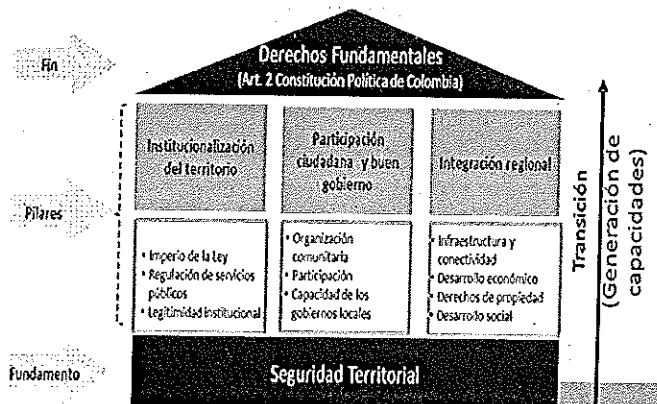 Fin
Derechos Fundamentales
(Art. 2 Constitución Política de Colombia)
Pilares
Institucionalización
del territorio
Participación
ciudadana y buen
gobierno
Integración regional
• Imperio de la Ley
• Regulación de servicios
públicos
• Legitimidad institucional
• Organización
comunitaria
• Participación
• Capacidad de los
gobiernos locales
• Infraestructura y
conectividad
• Desarrollo económico
• Derechos de propiedad
• Desarrollo social
Fundamento
Seguridad Territorial
Transición
(Generación de
capacidades)